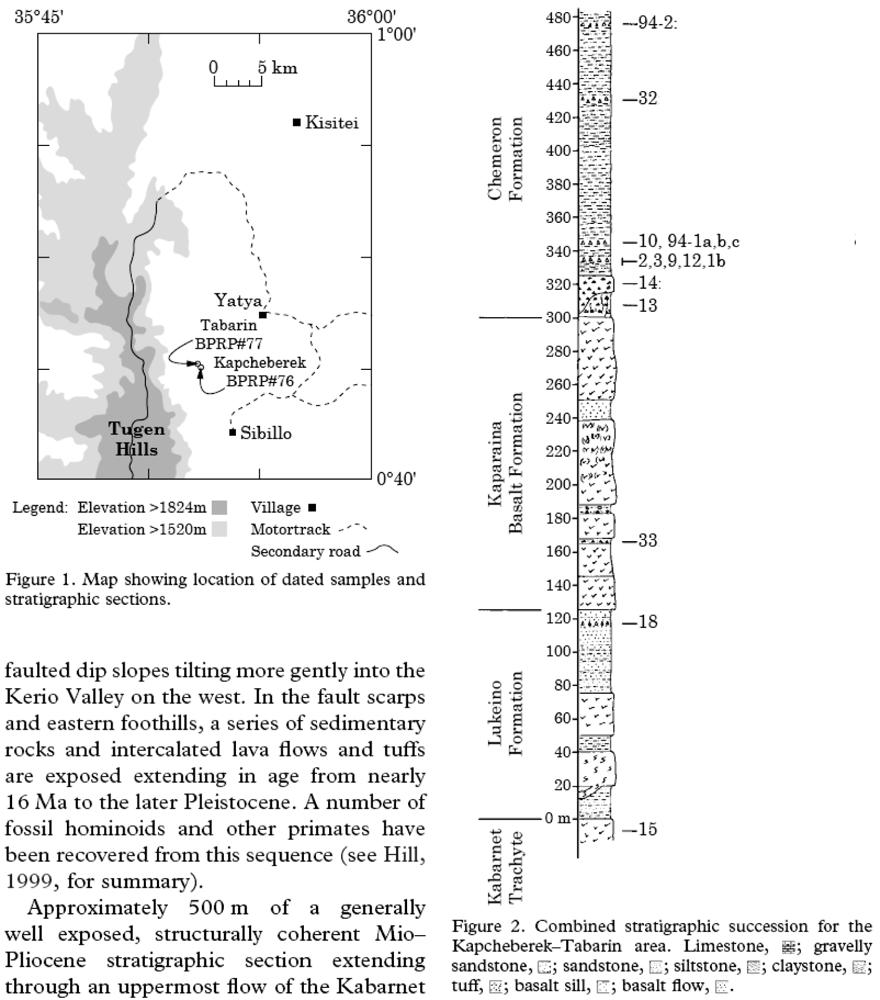 35°45'
36°00'
1°00'
0 5 km
Kisitei
Yatya
Tabarin
BPRP#77
Kapcheberek
BPRP#76
Tugen
Hills
Sibillo
0°40'
Legend: Elevation >1824m Village
Elevation >1520m Motortrack
Secondary road
Figure 1. Map showing location of dated samples and
stratigraphic sections.
faulted dip slopes tilting more gently into the
Kerio Valley on the west. In the fault scarps
and eastern foothills, a series of sedimentary
rocks and intercalated lava flows and tuffs
are exposed extending in age from nearly
16 Ma to the later Pleistocene. A number of
fossil hominoids and other primates have
been recovered from this sequence (see Hill,
1999, for summary).
Approximately 500 m of a generally
well exposed, structurally coherent Mio–
Pliocene stratigraphic section extending
through an uppermost flow of the Kabarnet
480
94-2:
460
440
32
420
400
380
360
10, 94-1a,b,c
340
2,3,9,12,1b
320
14:
13
300
280
260
240
220
200
180
33
160
140
120
18
100
80
60
40
20
0 m
15
Chemeron
Formation
Kaparaina
Basalt Formation
Lukeino
Formation
Kabarnet
Trachyte
Figure 2. Combined stratigraphic succession for the
Kapcheberek–Tabarin area. Limestone, ; gravelly
sandstone, ; sandstone, ; siltstone, ; claystone, ;
tuff, ; basalt sill, ; basalt flow, .